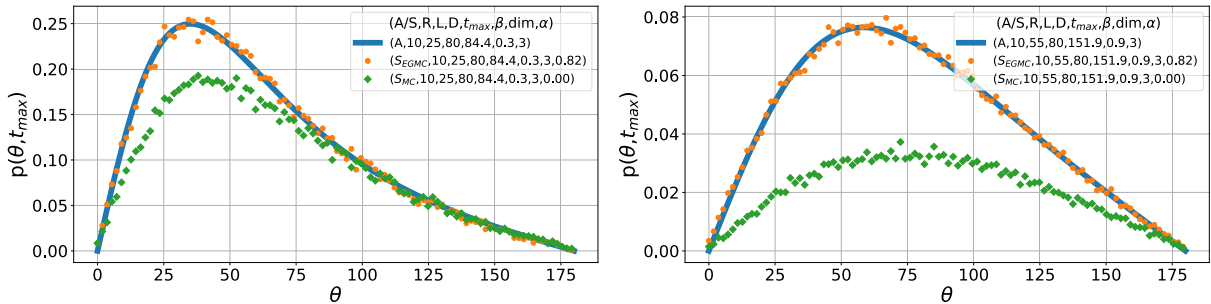 (A/S,R,L,D,t_max,β,dim,α)
(A,10,25,80,84.4,0.3,3)
(S_EGMC,10,25,80,84.4,0.3,3,0.82)
(S_MC,10,25,80,84.4,0.3,3,0.00)
p(θ,t_max)
0.25
0.20
0.15
0.10
0.05
0.00
0 25 50 75 100 125 150 175
θ
(A/S,R,L,D,t_max,β,dim,α)
(A,10,55,80,151.9,0.9,3)
(S_EGMC,10,55,80,151.9,0.9,3,0.82)
(S_MC,10,55,80,151.9,0.9,3,0.00)
p(θ,t_max)
0.08
0.06
0.04
0.02
0.00
0 25 50 75 100 125 150 175
θ